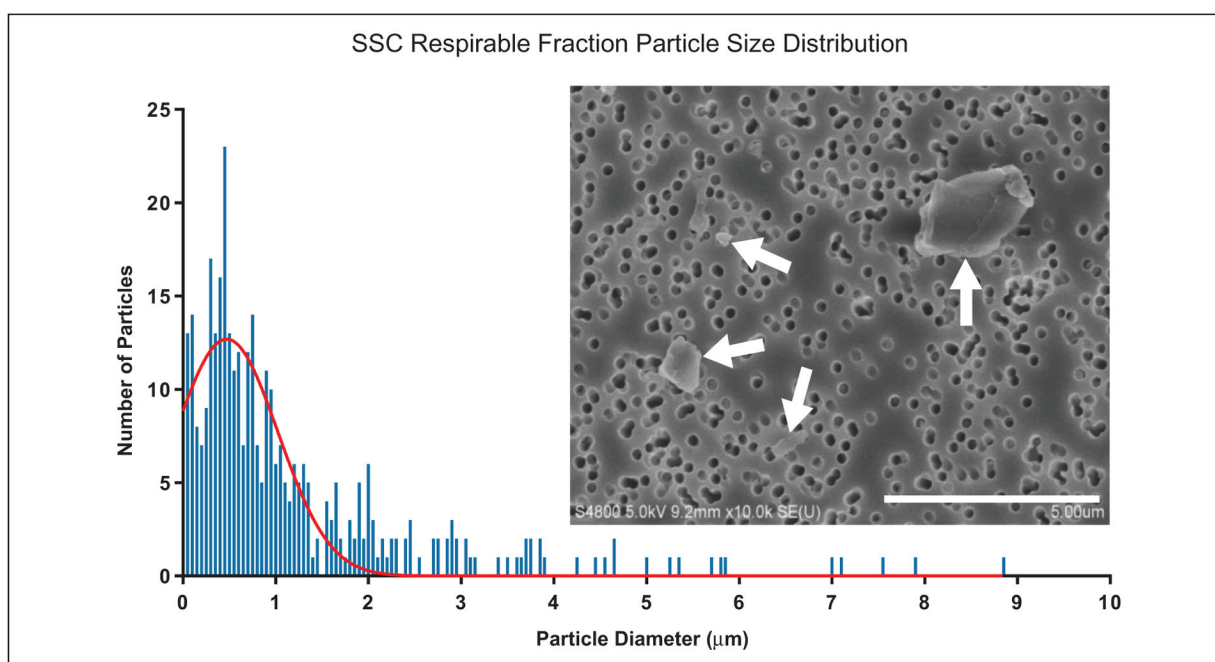 SSC Respirable Fraction Particle Size Distribution
25
20
15
10
5
0
Number of Particles
S4800 5.0kV 9.2mm x10.0k SE(U)
5.00um
0 1 2 3 4 5 6 7 8 9 10
Particle Diameter (μm)